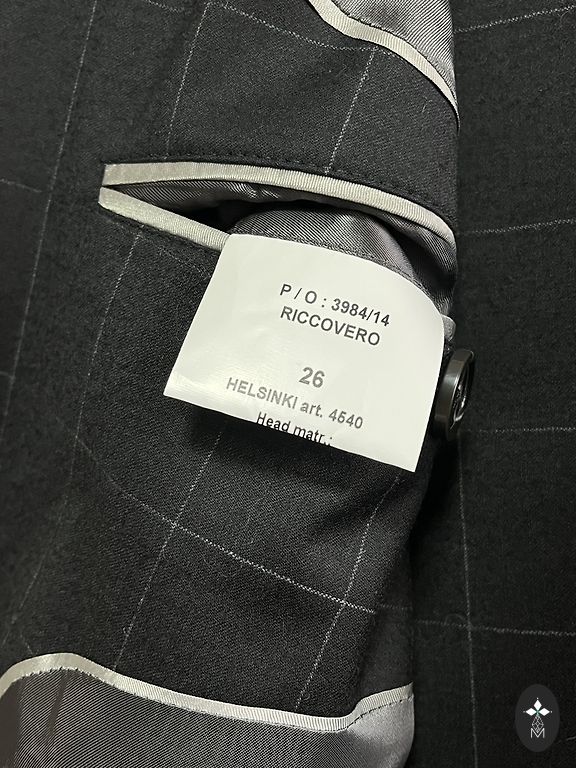 P / O : 3984/14
RICCOVERO
26
HELSINKI art. 4540
Head matr.:
M